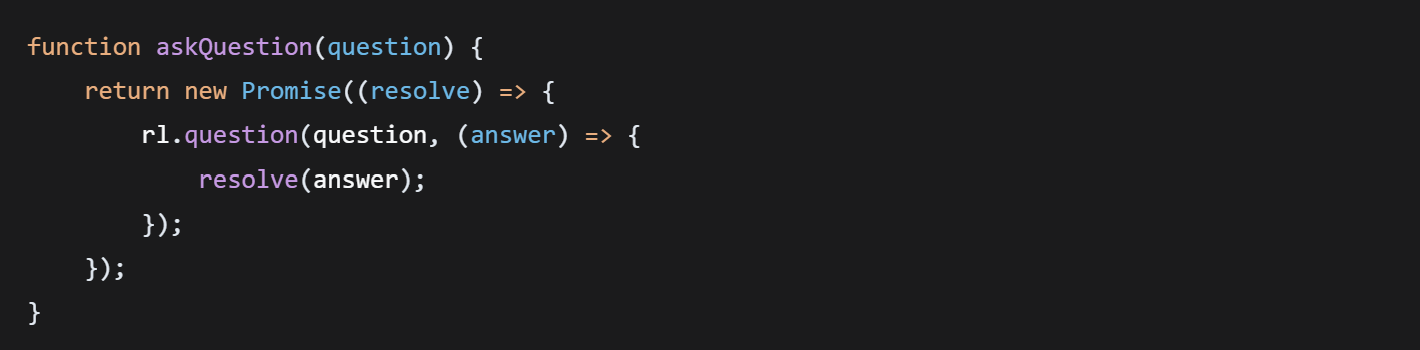 function askQuestion(question) {
    return new Promise((resolve) => {
        rl.question(question, (answer) => {
            resolve(answer);
        });
    });
}